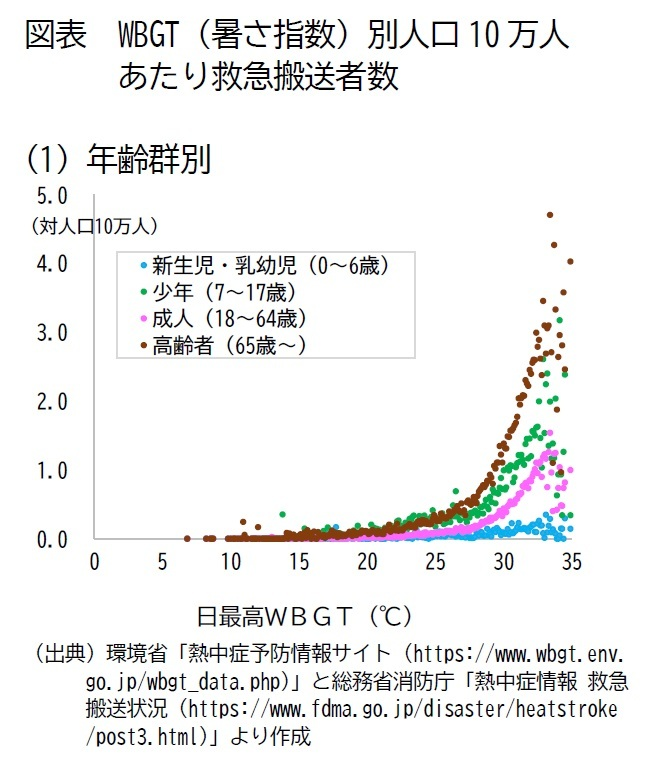 図表　WBGT（暑さ指数）別人口10万人
あたり救急搬送者数
（1）年齢群別
5.0
（対人口10万人）
4.0
新生児・乳幼児（0～6歳）
少年（7～17歳）
成人（18～64歳）
高齢者（65歳～）
3.0
2.0
1.0
0.0
0 5 10 15 20 25 30 35
日最高ＷＢＧＴ（℃）
（出典）環境省「熱中症予防情報サイト（https://www.wbgt.env.
go.jp/wbgt_data.php)」と総務省消防庁「熱中症情報 救急
搬送状況（https://www.fdma.go.jp/disaster/heatstroke
/post3.html)」より作成